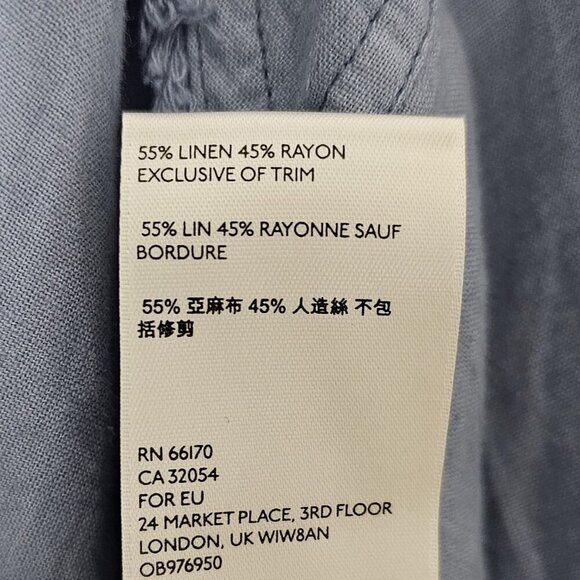 55% LINEN 45% RAYON
EXCLUSIVE OF TRIM
55% LIN 45% RAYONNE SAUF
BORDURE
55% 亞麻布 45% 人造絲 不包
括修剪
RN 66170
CA 32054
FOR EU
24 MARKET PLACE, 3RD FLOOR
LONDON, UK WIW8AN
OB976950